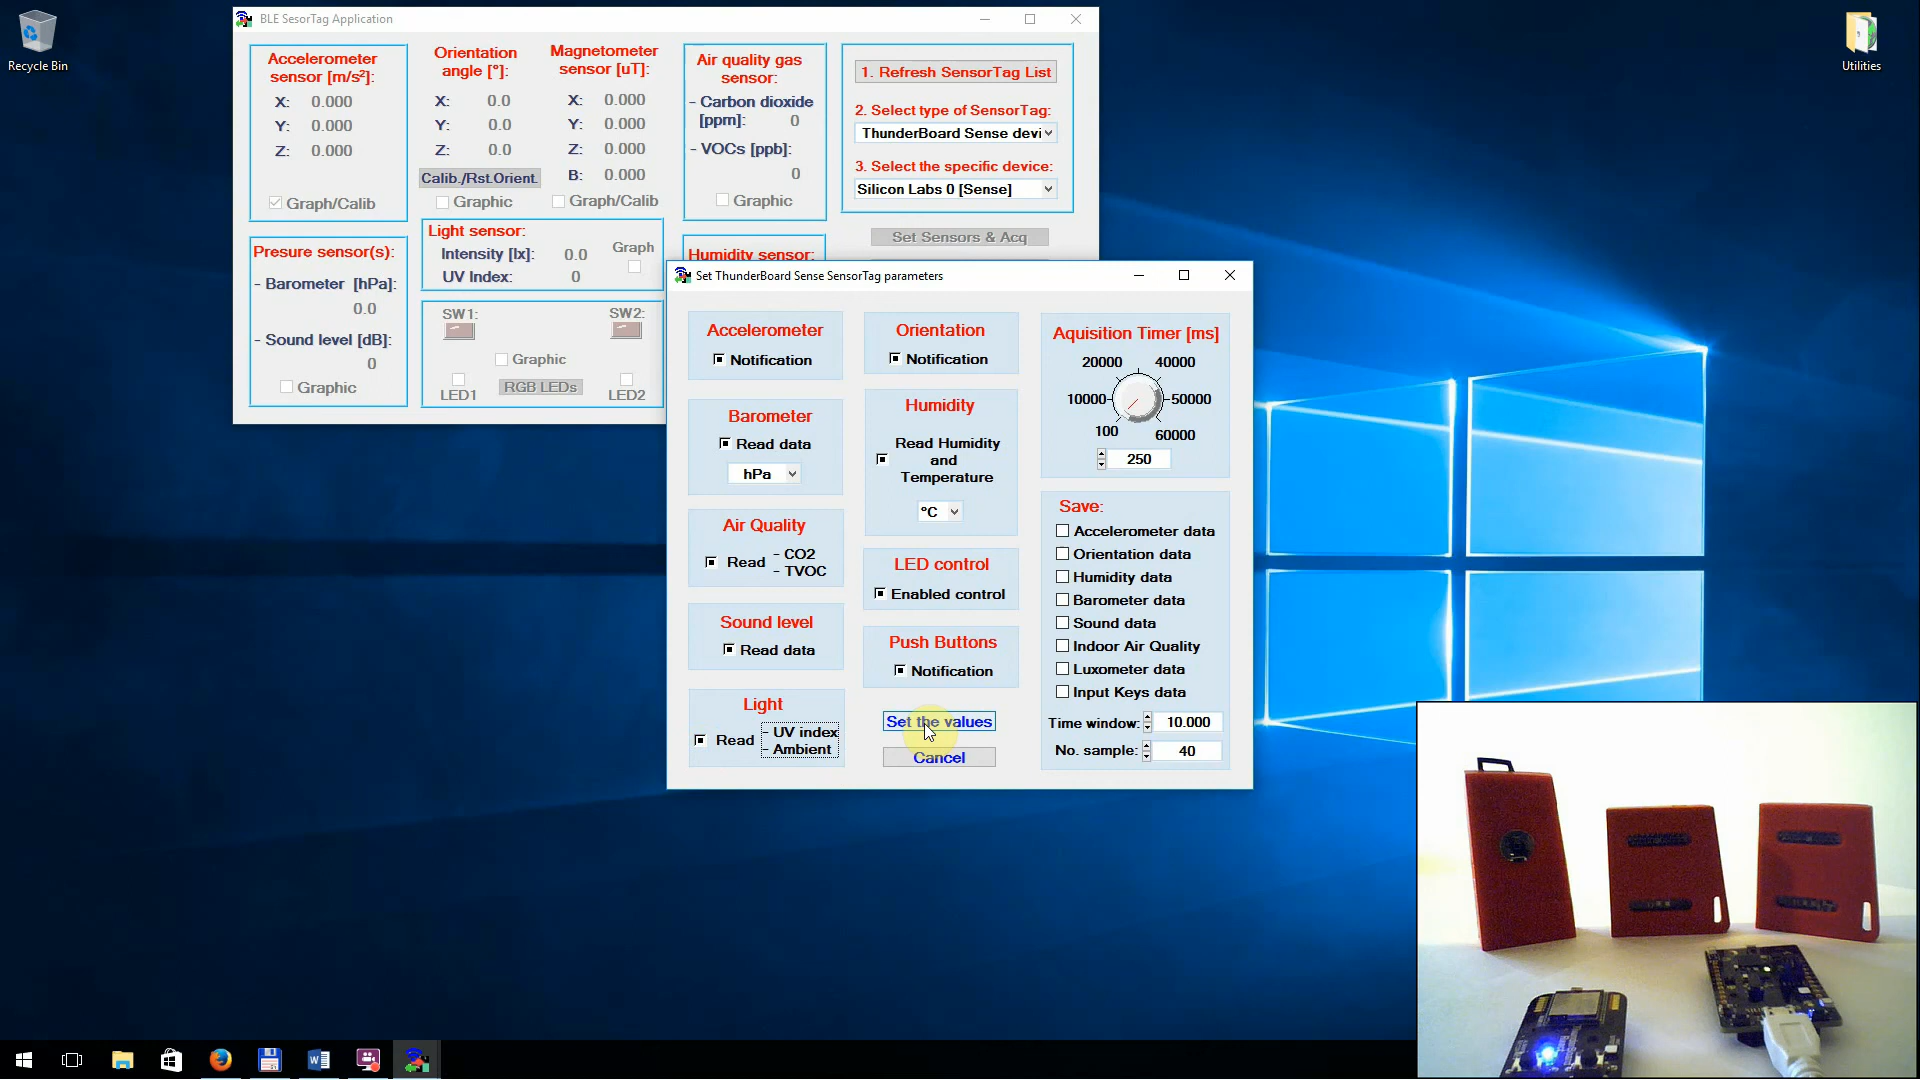 Recycle Bin
Utilities
BLE SesorTag Application
Accelerometer
sensor [m/s²]:
X: 0.000
Y: 0.000
Z: 0.000
Graph/Calib
Orientation
angle [°]:
X: 0.0
Y: 0.0
Z: 0.0
Calib./Rst.Orient.
Graphic
Magnetometer
sensor [uT]:
X: 0.000
Y: 0.000
Z: 0.000
B: 0.000
Graph/Calib
Air quality gas
sensor:
- Carbon dioxide
[ppm]: 0
- VOCs [ppb]:
0
Graphic
1. Refresh SensorTag List
2. Select type of SensorTag:
ThunderBoard Sense devi
3. Select the specific device:
Silicon Labs 0 [Sense]
Set Sensors & Acq
Presure sensor(s):
- Barometer [hPa]:
0.0
- Sound level [dB]:
0
Graphic
Light sensor:
Intensity [lx]: 0.0
UV Index: 0
Graph
Humidity sensor:
SW1:
SW2:
Graphic
LED1
RGB LEDs
LED2
Set ThunderBoard Sense SensorTag parameters
Accelerometer
Notification
Barometer
Read data
hPa
Air Quality
Read
- CO2
- TVOC
Sound level
Read data
Light
Read
- UV index
- Ambient
Orientation
Notification
Humidity
Read Humidity
and
Temperature
ºC
LED control
Enabled control
Push Buttons
Notification
Set the values
Cancel
Aquisition Timer [ms]
20000
40000
10000
50000
100
60000
250
Save:
Accelerometer data
Orientation data
Humidity data
Barometer data
Sound data
Indoor Air Quality
Luxometer data
Input Keys data
Time window: 10.000
No. sample: 40